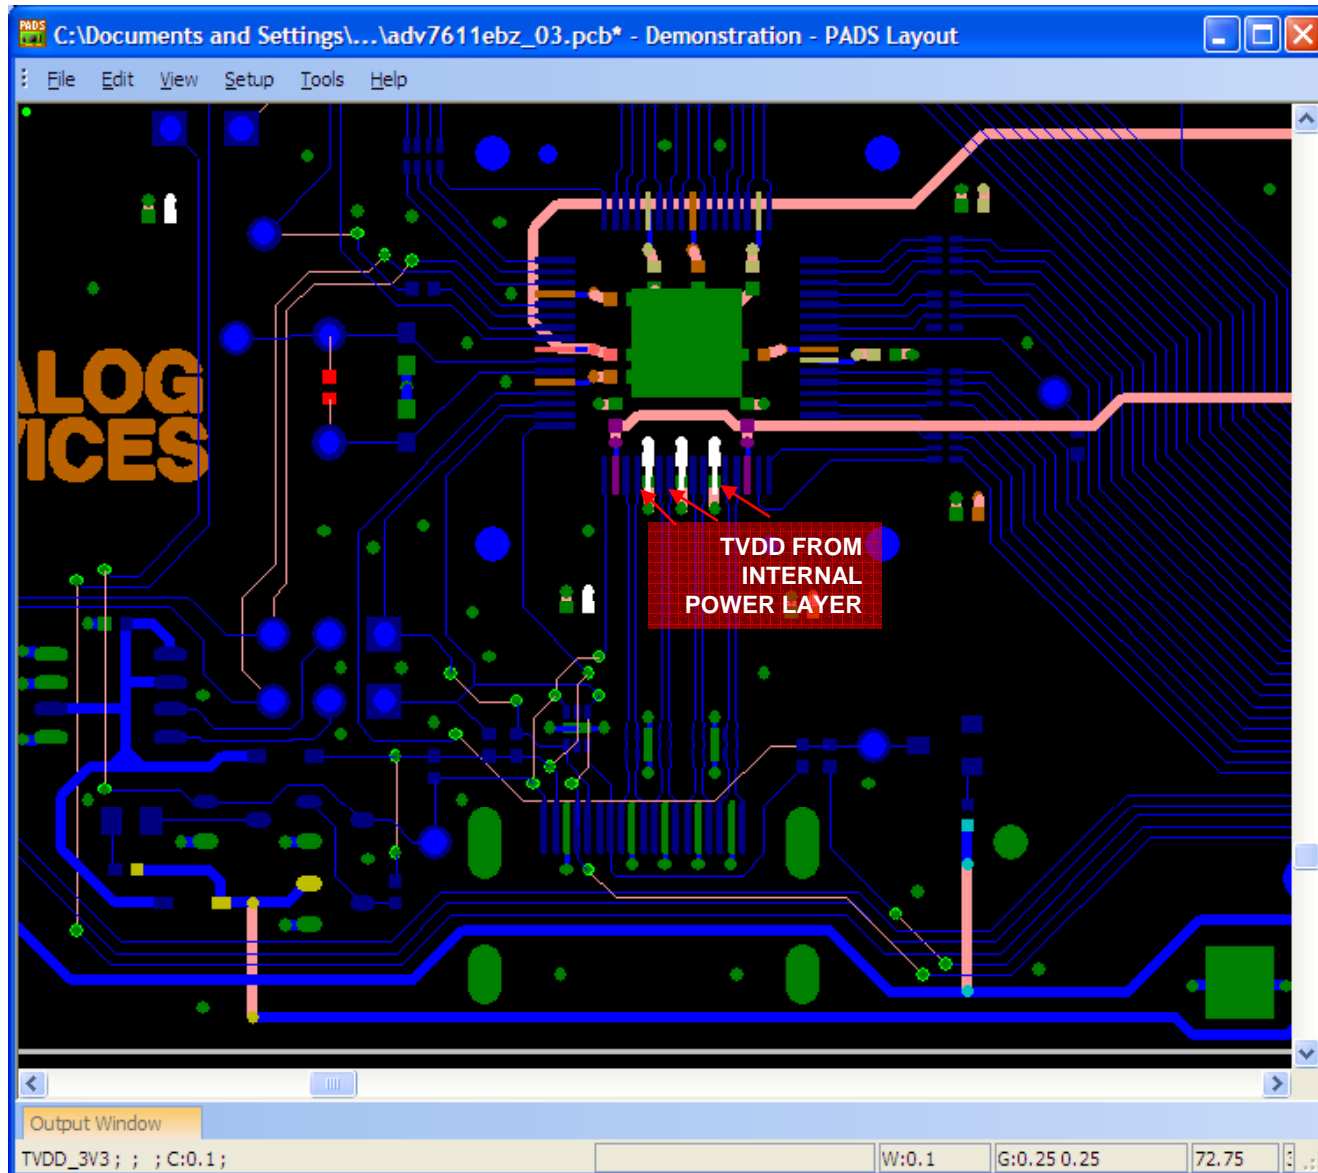 C:\Documents and Settings\...\adv7611ebz_03.pcb* - Demonstration - PADS Layout
File Edit View Setup Tools Help
ALOG
VICES
TVDD FROM
INTERNAL
POWER LAYER
Output Window
TVDD_3V3 ; ; ; C:0.1 ;
W:0.1
G:0.25 0.25
72.75